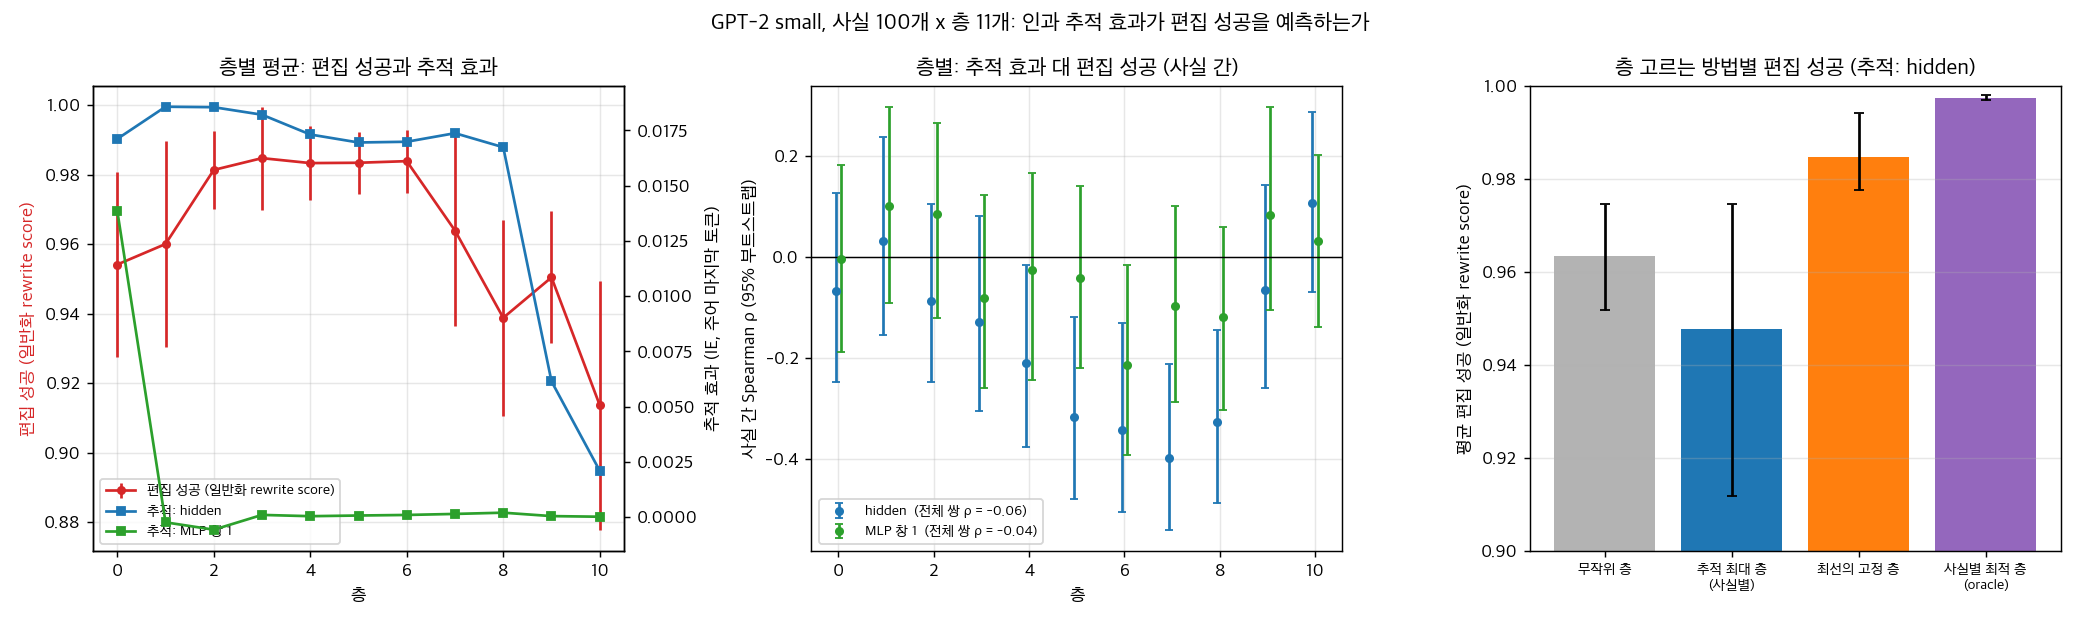 GPT-2 small, 사실 100개 x 층 11개: 인과 추적 효과가 편집 성공을 예측하는가
층별 평균: 편집 성공과 추적 효과
편집 성공 (일반화 rewrite score)
1.00
0.98
0.96
0.94
0.92
0.90
0.88
0.0175
0.0150
0.0125
0.0100
0.0075
0.0050
0.0025
0.0000
추적 효과 (IE, 주어 마지막 토큰)
편집 성공 (일반화 rewrite score)
추적: hidden
추적: MLP 창 1
0 2 4 6 8 10
층
층별: 추적 효과 대 편집 성공 (사실 간)
사실 간 Spearman ρ (95% 부트스트랩)
0.2
0.0
-0.2
-0.4
hidden (전체 쌍 ρ = -0.06)
MLP 창 1 (전체 쌍 ρ = -0.04)
0 2 4 6 8 10
층
층 고르는 방법별 편집 성공 (추적: hidden)
평균 편집 성공 (일반화 rewrite score)
1.00
0.98
0.96
0.94
0.92
0.90
무작위 층
추적 최대 층
(사실별)
최선의 고정 층
사실별 최적 층
(oracle)